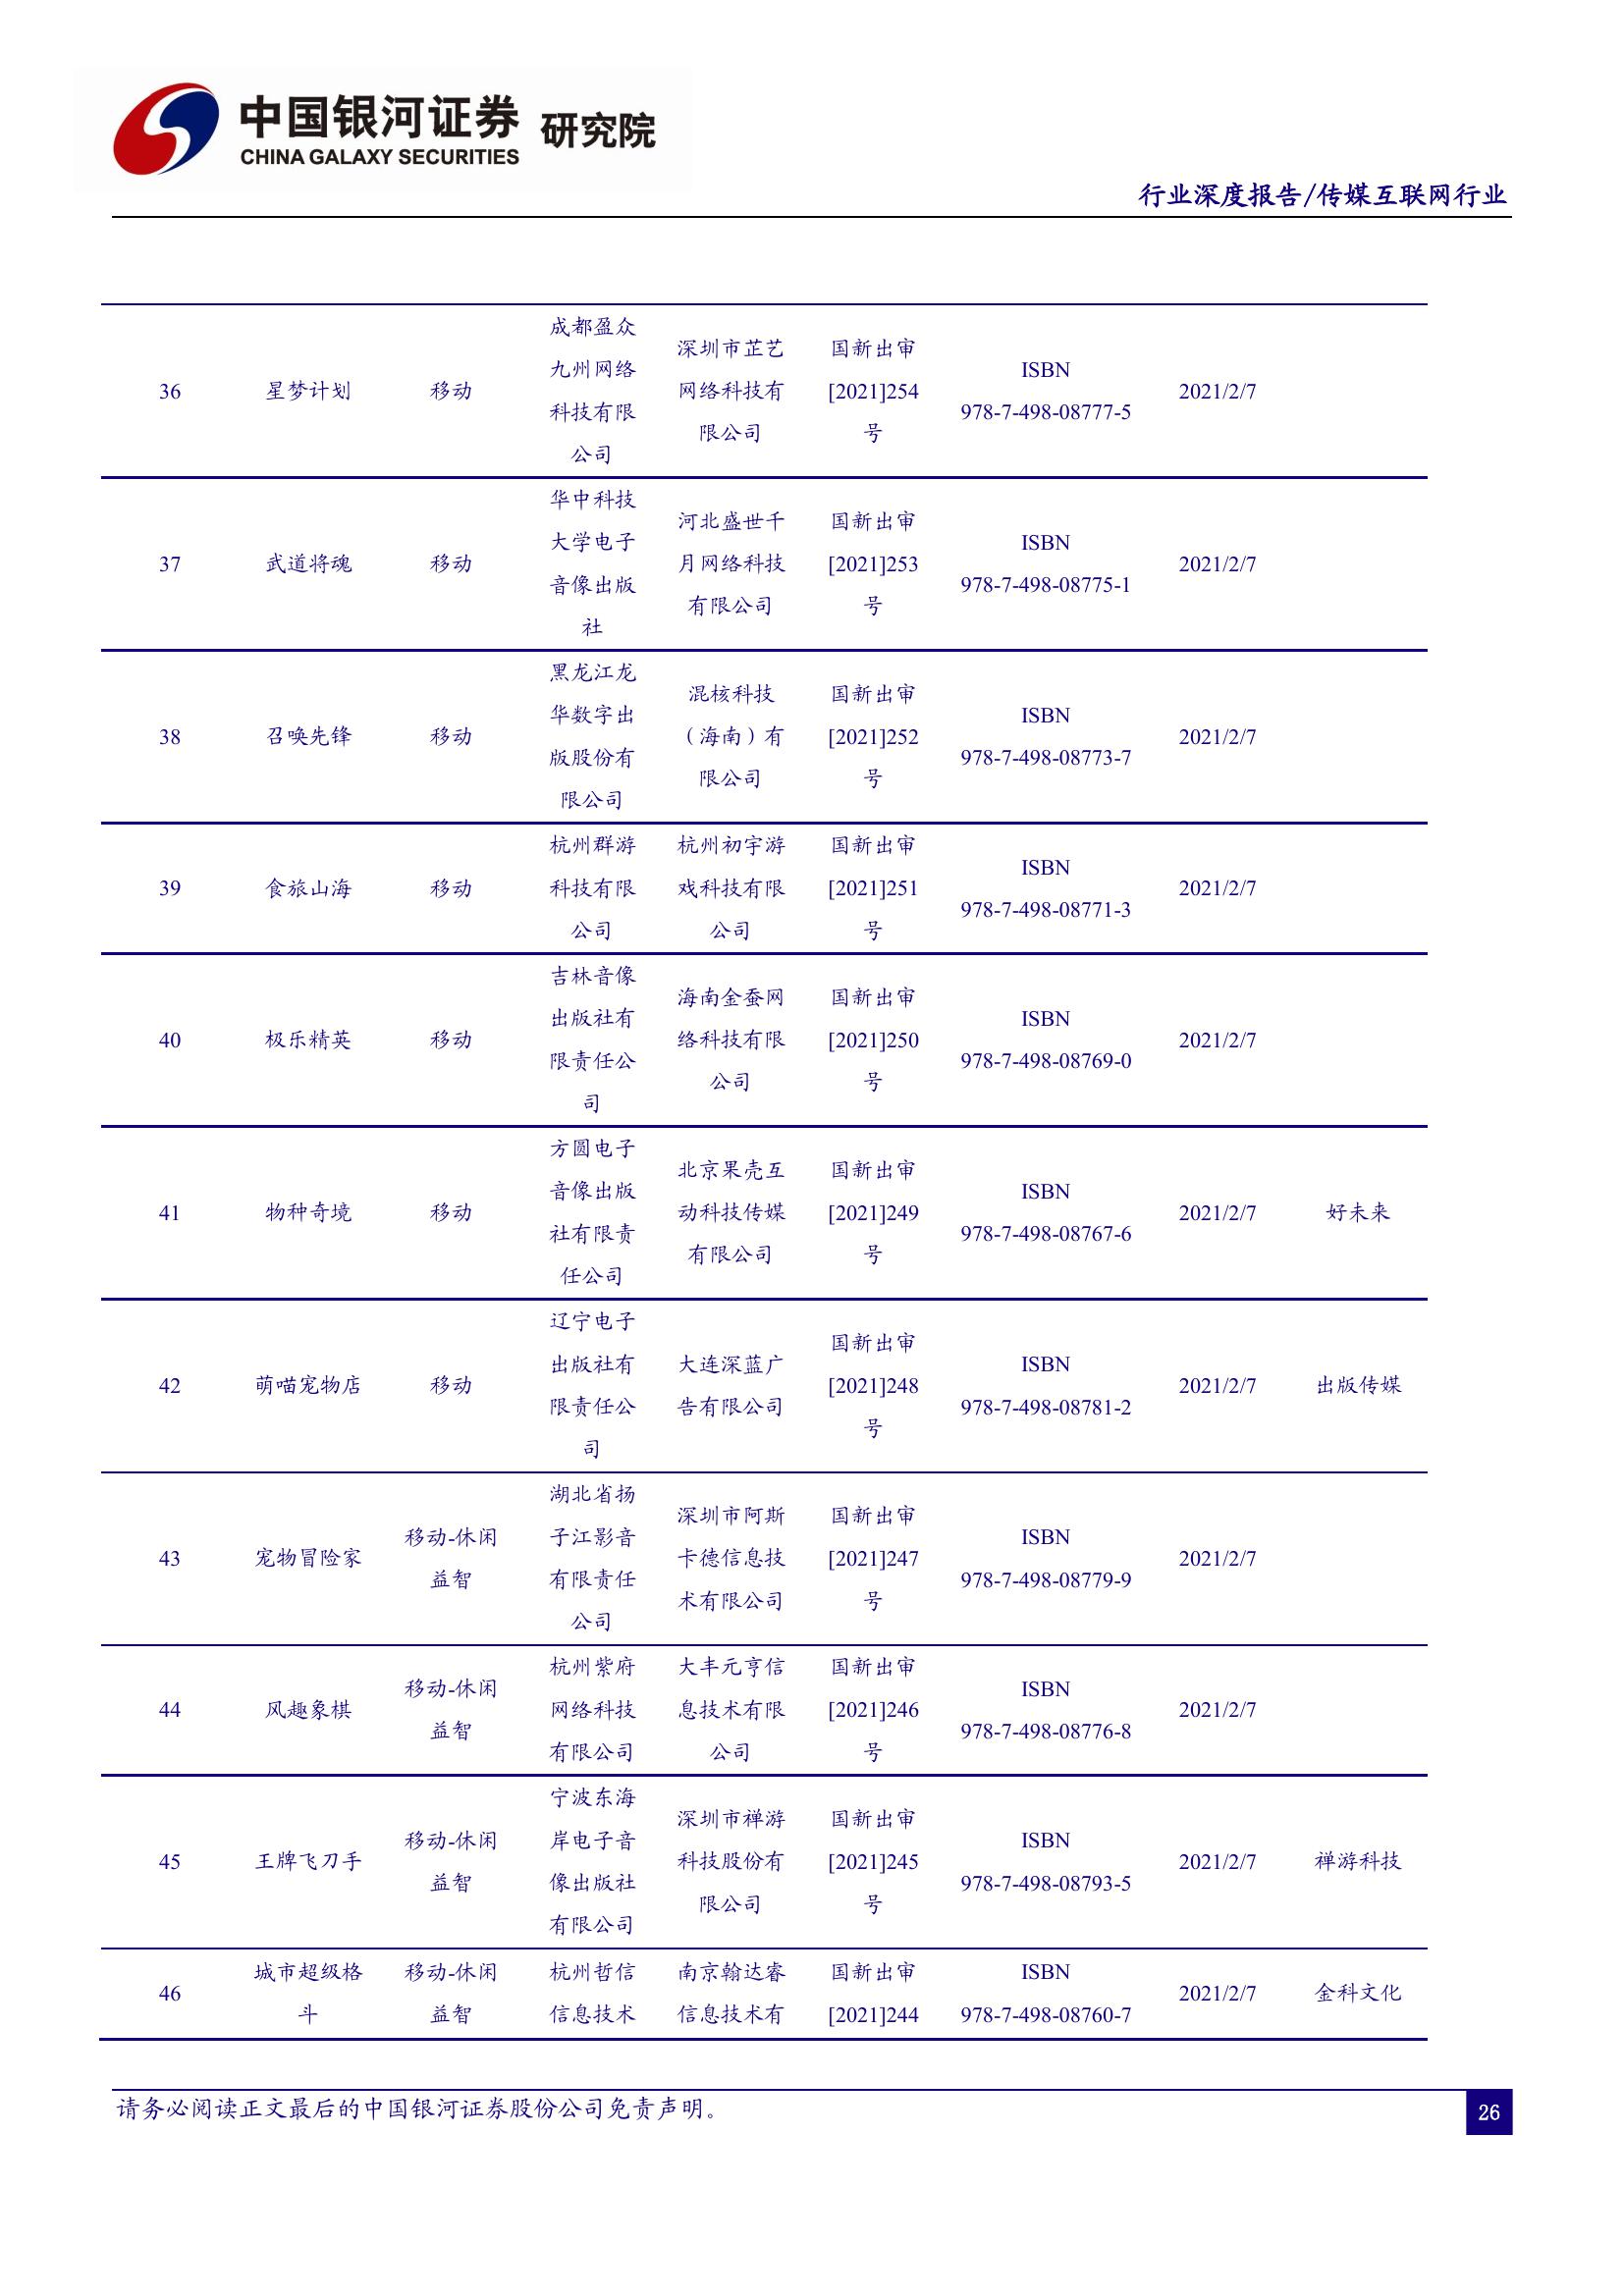 中国银河证券 研究院
CHINA GALAXY SECURITIES
行业深度报告/传媒互联网行业
36 星梦计划 移动 成都盈众九州网络科技有限公司 深圳市芷艺网络科技有限公司 国新出审[2021]254号 ISBN 978-7-498-08777-5 2021/2/7
37 武道将魂 移动 华中科技大学电子音像出版社 河北盛世千月网络科技有限公司 国新出审[2021]253号 ISBN 978-7-498-08775-1 2021/2/7
38 召唤先锋 移动 黑龙江龙华数字出版股份有限公司 混核科技（海南）有限公司 国新出审[2021]252号 ISBN 978-7-498-08773-7 2021/2/7
39 食旅山海 移动 杭州群游科技有限公司 杭州初宇游戏科技有限公司 国新出审[2021]251号 ISBN 978-7-498-08771-3 2021/2/7
40 极乐精英 移动 吉林音像出版社有限责任公司 海南金蚕网络科技有限公司 国新出审[2021]250号 ISBN 978-7-498-08769-0 2021/2/7
41 物种奇境 移动 方圆电子音像出版社有限责任公司 北京果壳互动科技传媒有限公司 国新出审[2021]249号 ISBN 978-7-498-08767-6 2021/2/7 好未来
42 萌喵宠物店 移动 辽宁电子出版社有限责任公司 大连深蓝广告有限公司 国新出审[2021]248号 ISBN 978-7-498-08781-2 2021/2/7 出版传媒
43 宠物冒险家 移动-休闲益智 湖北省扬子江影音有限责任公司 深圳市阿斯卡德信息技术有限公司 国新出审[2021]247号 ISBN 978-7-498-08779-9 2021/2/7
44 风趣象棋 移动-休闲益智 杭州紫府网络科技有限公司 大丰元亨信息技术有限公司 国新出审[2021]246号 ISBN 978-7-498-08776-8 2021/2/7
45 王牌飞刀手 移动-休闲益智 宁波东海岸电子音像出版社有限公司 深圳市禅游科技股份有限公司 国新出审[2021]245号 ISBN 978-7-498-08793-5 2021/2/7 禅游科技
46 城市超级格斗 移动-休闲益智 杭州哲信信息技术 南京翰达睿信息技术有 国新出审[2021]244 ISBN 978-7-498-08760-7 2021/2/7 金科文化
请务必阅读正文最后的中国银河证券股份公司免责声明。
26